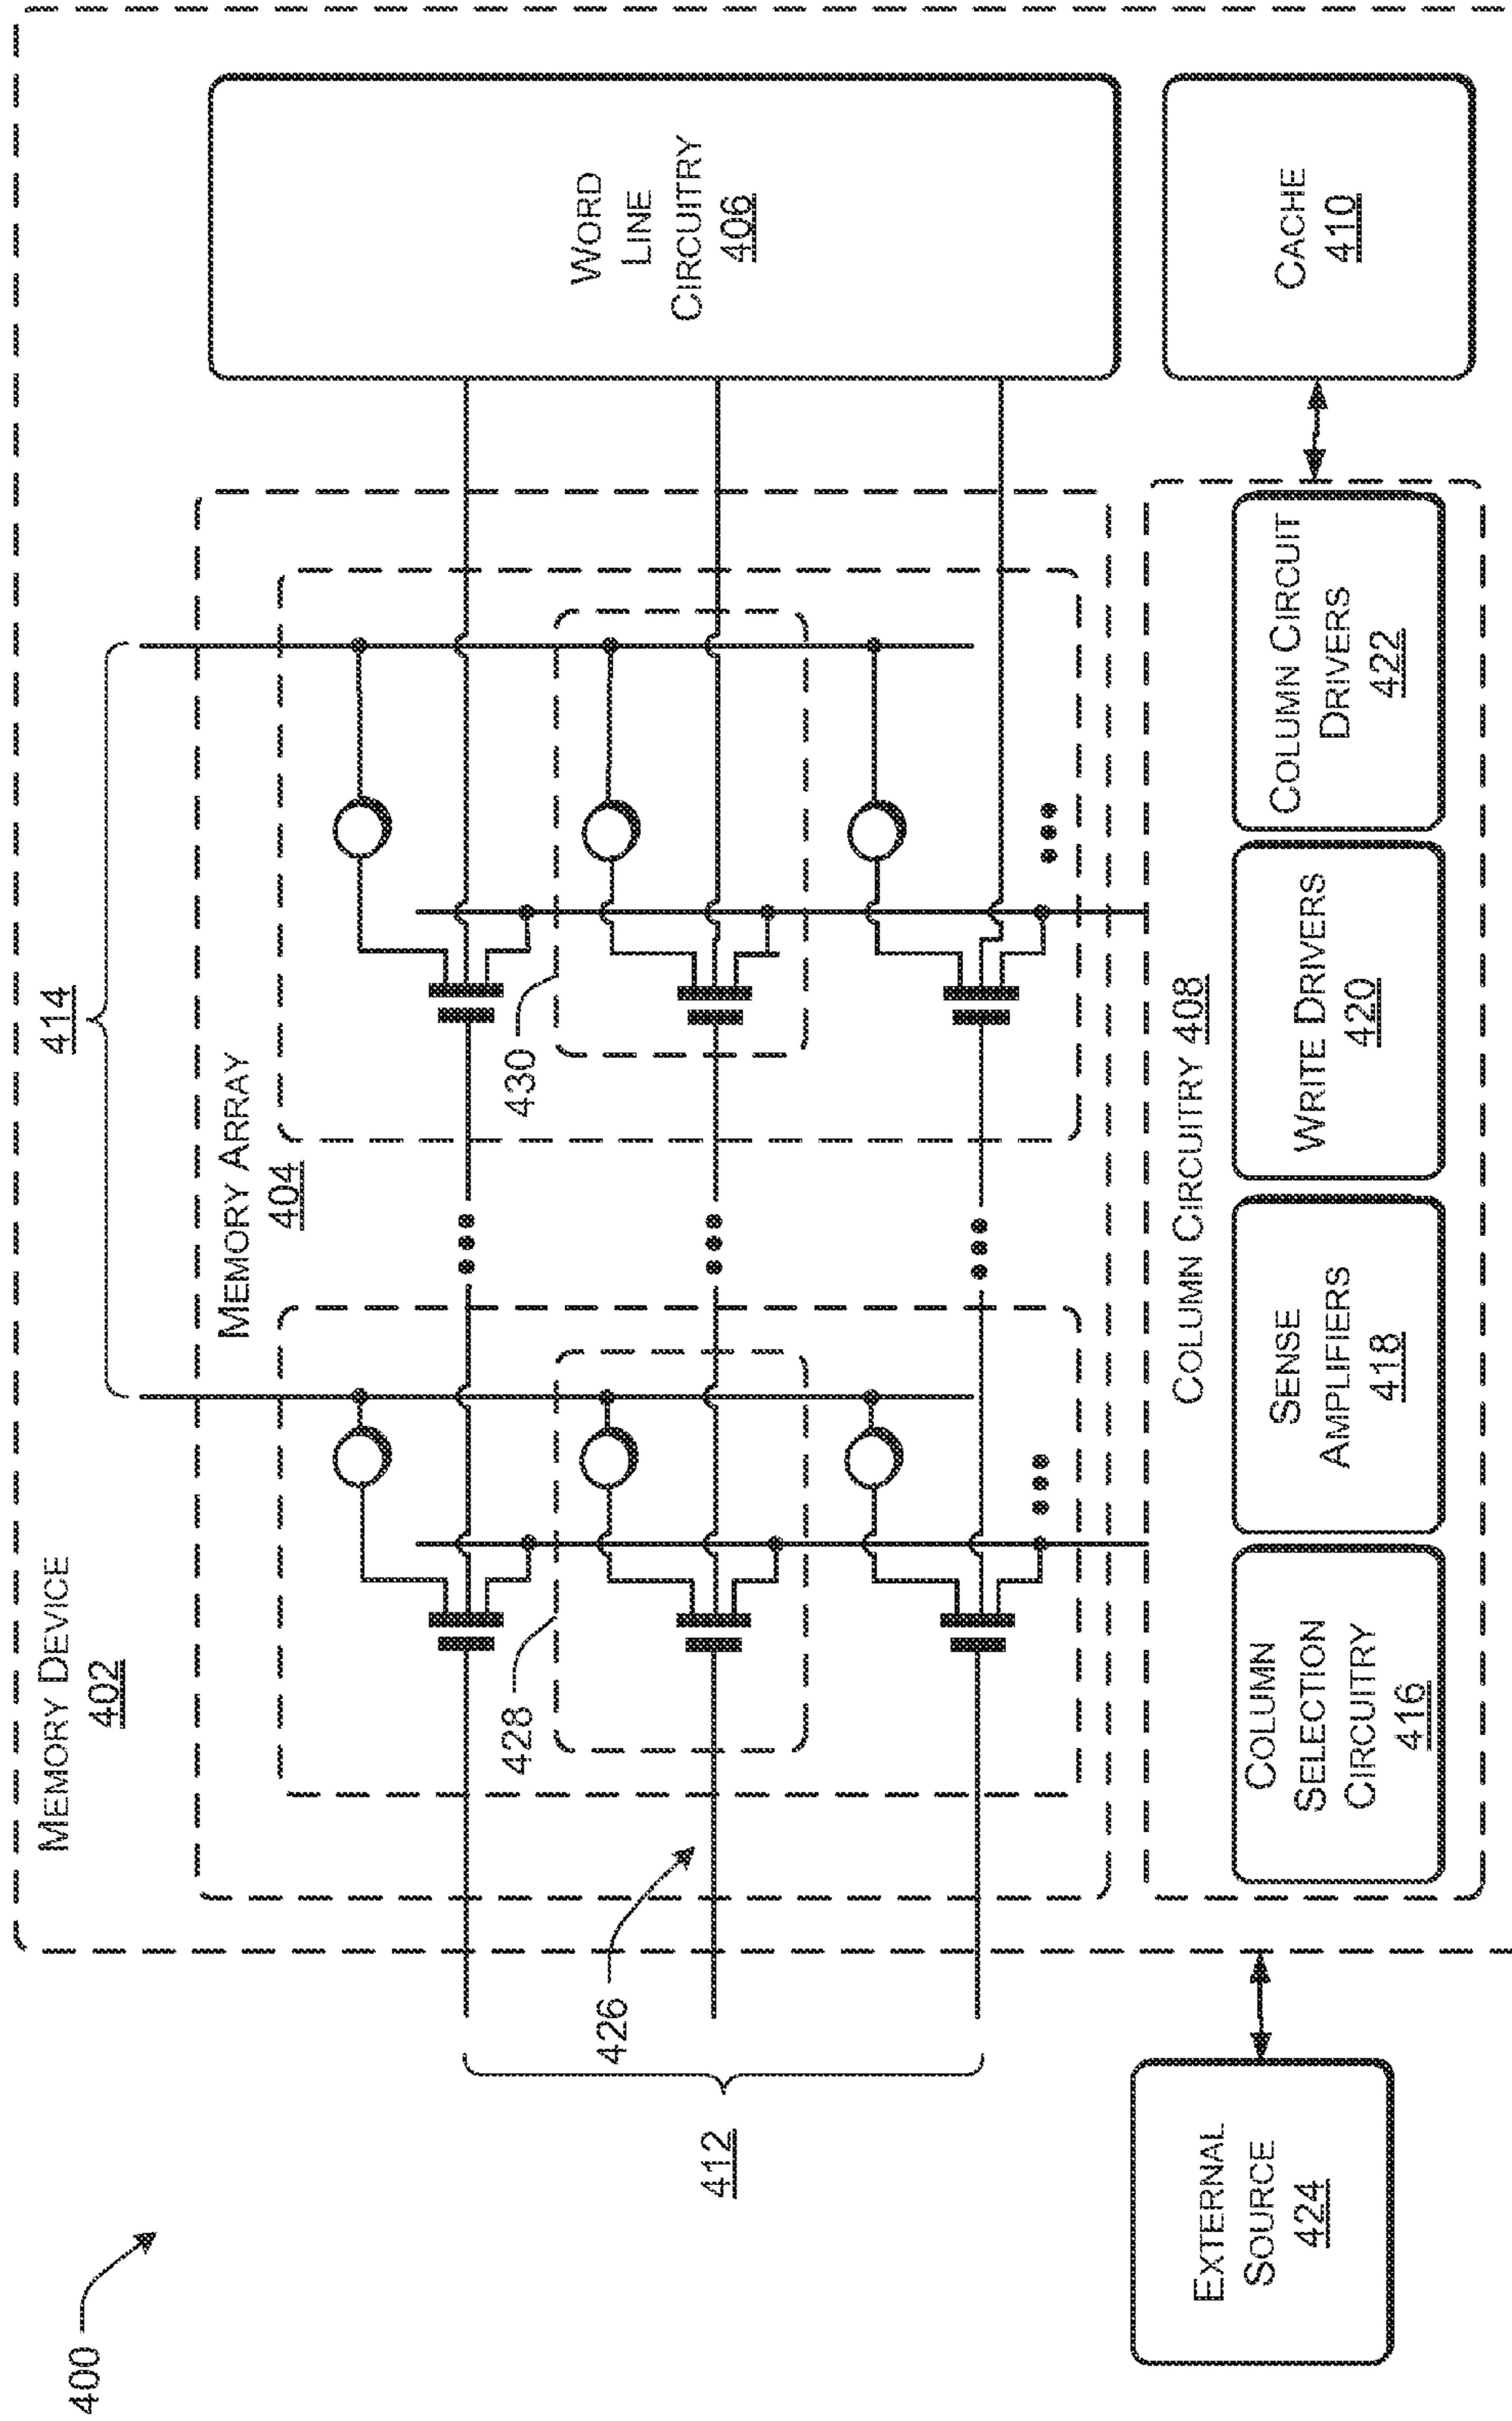 400
MEMORY DEVICE
402
414
MEMORY ARRAY
404
WORD
LINE
CIRCUITRY
406
428
430
426
412
COLUMN CIRCUITRY 408
COLUMN
SELECTION
CIRCUITRY
416
SENSE
AMPLIFIERS
418
WRITE DRIVERS
420
COLUMN CIRCUIT
DRIVERS
422
CACHE
410
EXTERNAL
SOURCE
424